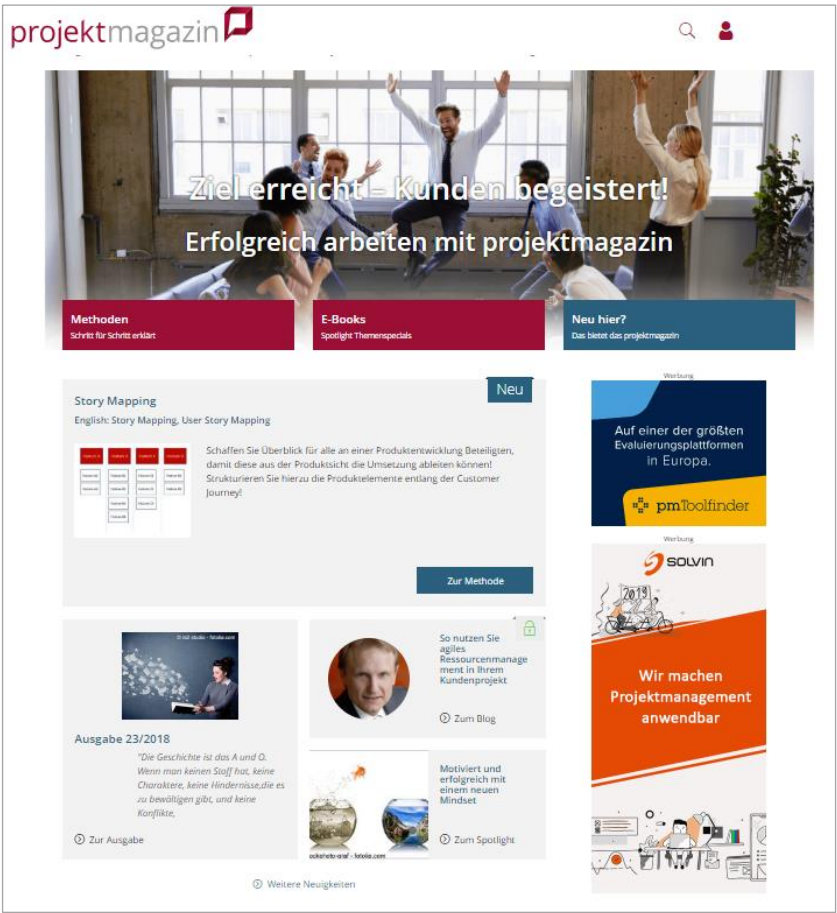 projektmagazin
Ziel erreicht – Kunden begeistert!
Erfolgreich arbeiten mit projektmagazin
Methoden
Schritt für Schritt erklärt
E-Books
Spotlight Themenspecials
Neu hier?
Das bietet das projektmagazin
Neu
Story Mapping
English: Story Mapping, User Story Mapping
Schaffen Sie Überblick für alle an einer Produktentwicklung Beteiligten,
damit diese aus der Produktsicht die Umsetzung ableiten können!
Strukturieren Sie hierzu die Produktelemente entlang der Customer
Journey!
Zur Methode
Ausgabe 23/2018
"Die Geschichte ist das A und O.
Wenn man keinen Stoff hat, keine
Charaktere, keine Hindernisse,die es
zu bewältigen gibt, und keine
Konflikte,
Zur Ausgabe
So nutzen Sie
agiles
Ressourcenmanage
ment in Ihrem
Kundenprojekt
Zum Blog
Motiviert und
erfolgreich mit
einem neuen
Mindset
Zum Spotlight
Weitere Neuigkeiten
Werbung
Auf einer der größten
Evaluierungsplattformen
in Europa.
pmToolfinder
Werbung
SOLVIN
2019
Wir machen
Projektmanagement
anwendbar